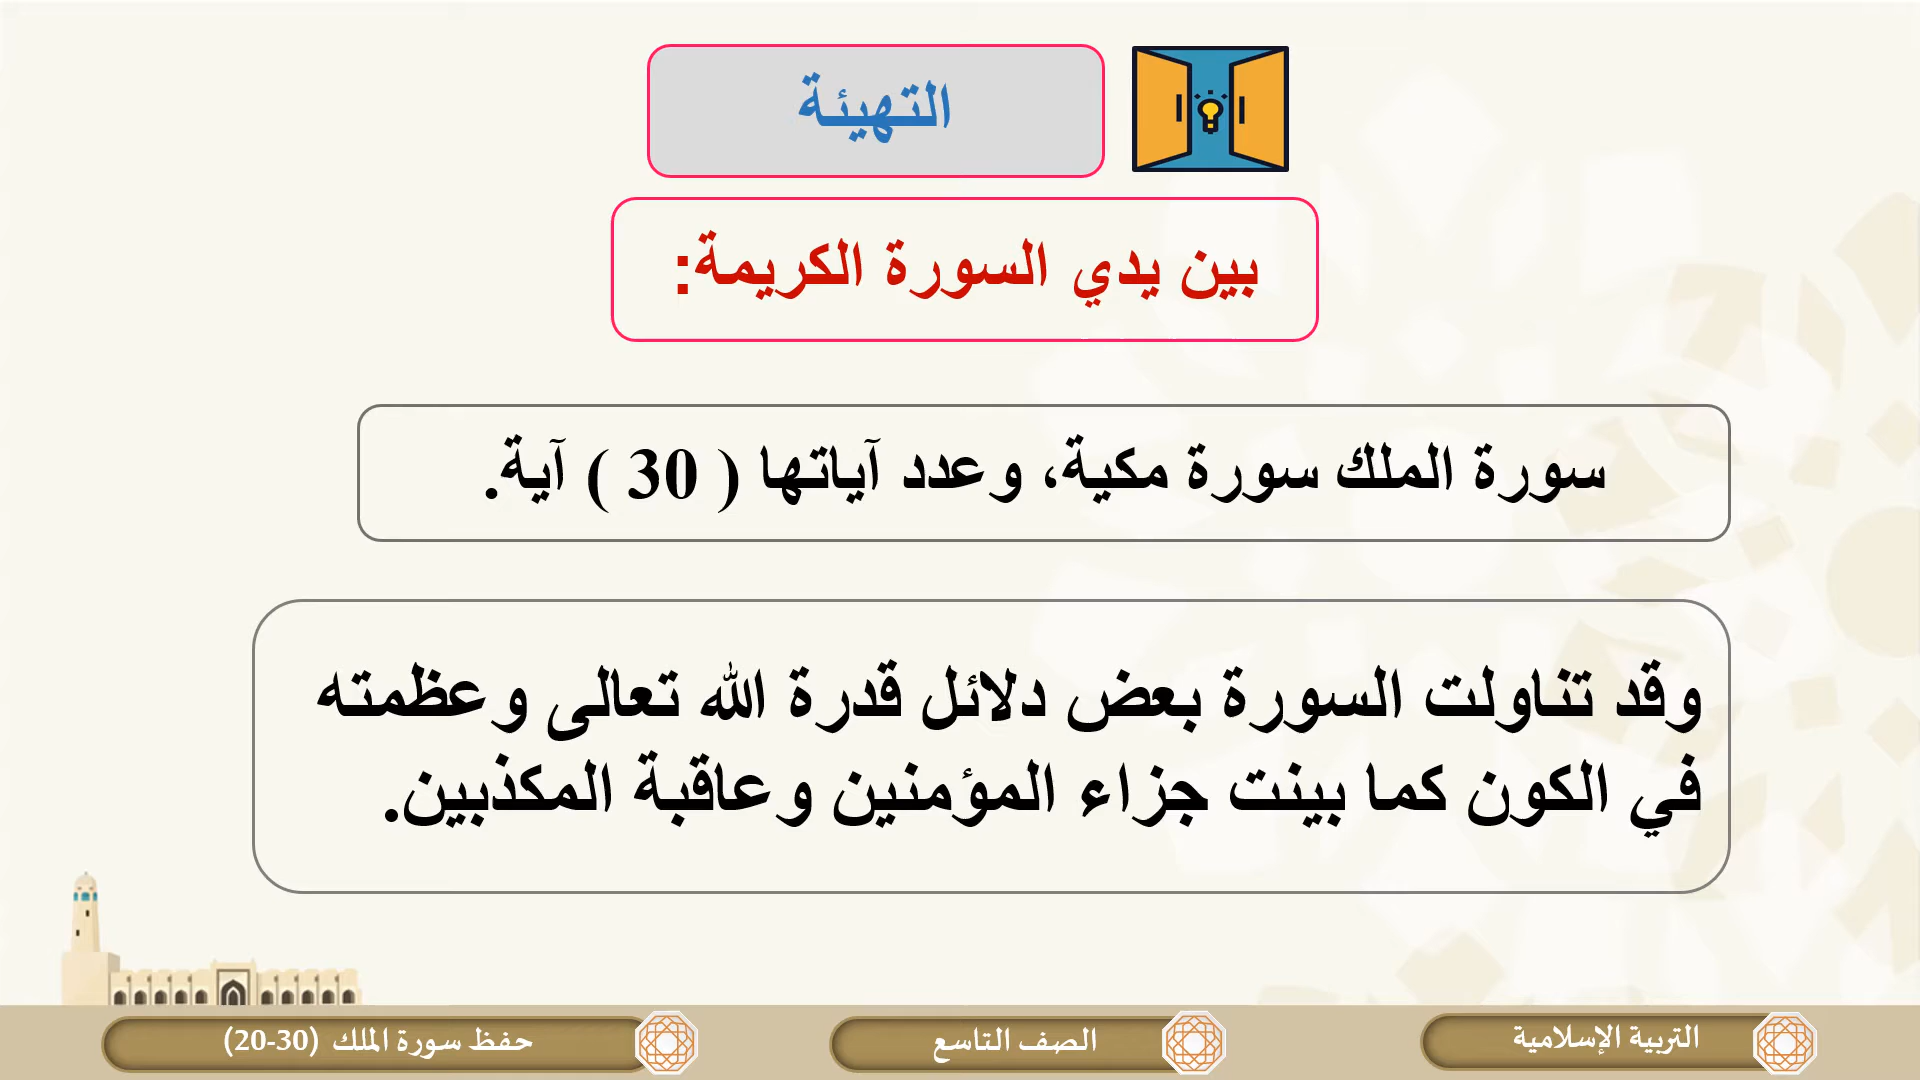 التهيئة
بين يدي السورة الكريمة:
سورة الملك سورة مكية، وعدد آياتها ( 30 ) آية.
وقد تناولت السورة بعض دلائل قدرة الله تعالى وعظمته
في الكون كما بينت جزاء المؤمنين وعاقبة المكذبين.
التربية الإسلامية
الصف التاسع
حفظ سورة الملك (20-30)